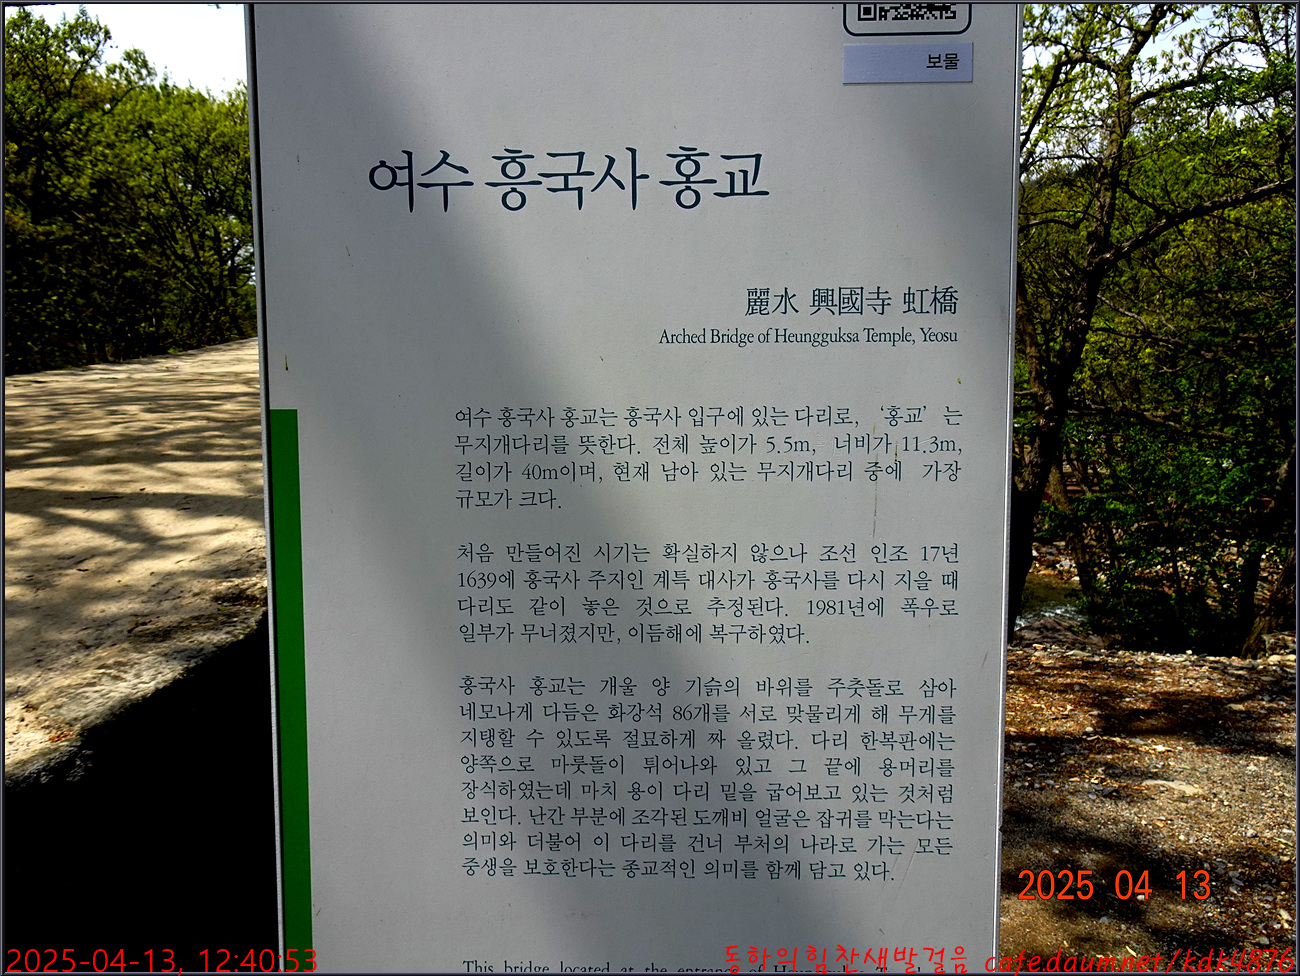 보물
여수 흥국사 홍교
麗水 興國寺 虹橋
Arched Bridge of Heungguksa Temple, Yeosu
여수 흥국사 홍교는 흥국사 입구에 있는 다리로, ‘홍교’ 는
무지개다리를 뜻한다. 전체 높이가 5.5m, 너비가 11.3m,
길이가 40m이며, 현재 남아 있는 무지개다리 중에 가장
규모가 크다.
처음 만들어진 시기는 확실하지 않으나 조선 인조 17년
1639에 흥국사 주지인 계특 대사가 흥국사를 다시 지을 때
다리도 같이 놓은 것으로 추정된다. 1981년에 폭우로
일부가 무너졌지만, 이듬해에 복구하였다.
흥국사 홍교는 개울 양 기슭의 바위를 주춧돌로 삼아
네모나게 다듬은 화강석 86개를 서로 맞물리게 해 무게를
지탱할 수 있도록 절묘하게 짜 올렸다. 다리 한복판에는
양쪽으로 마룻돌이 튀어나와 있고 그 끝에 용머리를
장식하였는데 마치 용이 다리 밑을 굽어보고 있는 것처럼
보인다. 난간 부분에 조각된 도깨비 얼굴은 잡귀를 막는다는
의미와 더불어 이 다리를 건너 부처의 나라로 가는 모든
중생을 보호한다는 종교적인 의미를 함께 담고 있다.
This bridge located at the entrance of
2025 04 13
2025-04-13, 12:40:53
동학의힘찬새발걸음 cafe.daum.net/kdt4876